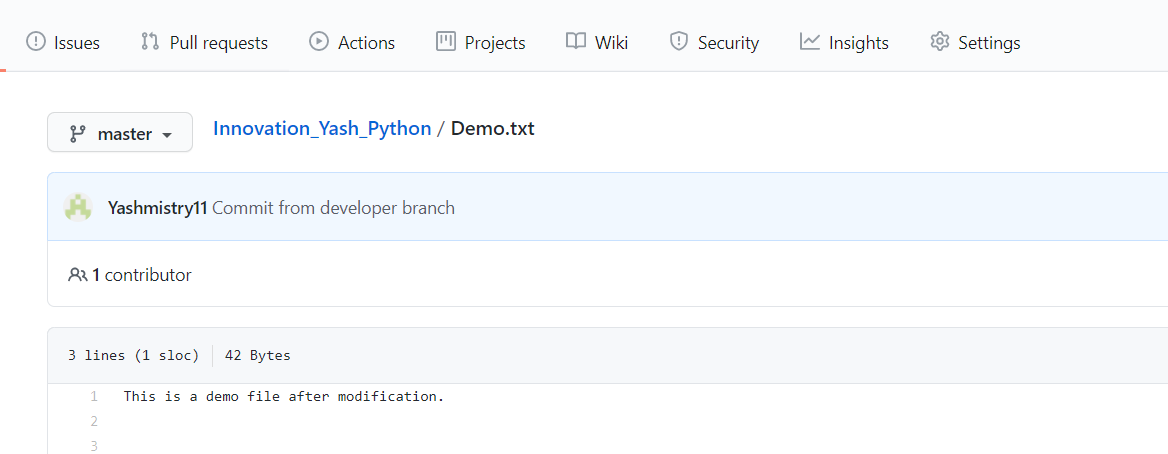 Issues Pull requests Actions Projects Wiki Security Insights Settings
master Innovation_Yash_Python / Demo.txt
Yashmistry11 Commit from developer branch
1 contributor
3 lines (1 sloc) 42 Bytes
1 This is a demo file after modification.
2
3